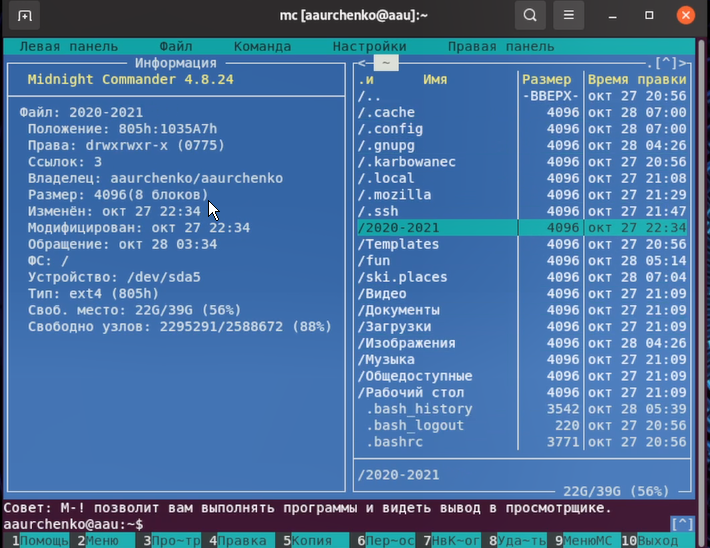 mc [aaurchenko@aau]:~
Левая панель Файл Команда Настройки Правая панель
Информация
Midnight Commander 4.8.24
Файл: 2020-2021
Положение: 805h:1035A7h
Права: drwxrwxr-x (0775)
Ссылок: 3
Владелец: aaurchenko/aaurchenko
Размер: 4096(8 блоков)
Изменён: окт 27 22:34
Модифицирован: окт 27 22:34
Обращение: окт 28 03:34
ФС: /
Устройство: /dev/sda5
Тип: ext4 (805h)
Своб. место: 22G/39G (56%)
Свободно узлов: 2295291/2588672 (88%)
<- ~ .[^]>
.и Имя Размер Время правки
/.. -ВВЕРХ- окт 27 20:56
/.cache 4096 окт 28 07:00
/.config 4096 окт 28 07:00
/.gnupg 4096 окт 28 04:26
/.karbowanec 4096 окт 27 20:56
/.local 4096 окт 27 21:08
/.mozilla 4096 окт 27 21:29
/.ssh 4096 окт 27 21:47
/2020-2021 4096 окт 27 22:34
/Templates 4096 окт 27 20:56
/fun 4096 окт 28 05:14
/ski.places 4096 окт 28 07:04
/Видео 4096 окт 27 21:09
/Документы 4096 окт 27 21:09
/Загрузки 4096 окт 27 21:09
/Изображения 4096 окт 28 04:26
/Музыка 4096 окт 27 21:09
/Общедоступные 4096 окт 27 21:09
/Рабочий стол 4096 окт 27 21:09
.bash_history 3542 окт 28 05:39
.bash_logout 220 окт 27 20:56
.bashrc 3771 окт 27 20:56
/2020-2021
22G/39G (56%)
Совет: M-! позволит вам выполнять программы и видеть вывод в просмотрщике.
aaurchenko@aau:~$ [^]
1Помощь 2Меню 3Про~тр 4Правка 5Копия 6Пер~ос 7НвК~ог 8Уда~ть 9МенюМС 10Выход